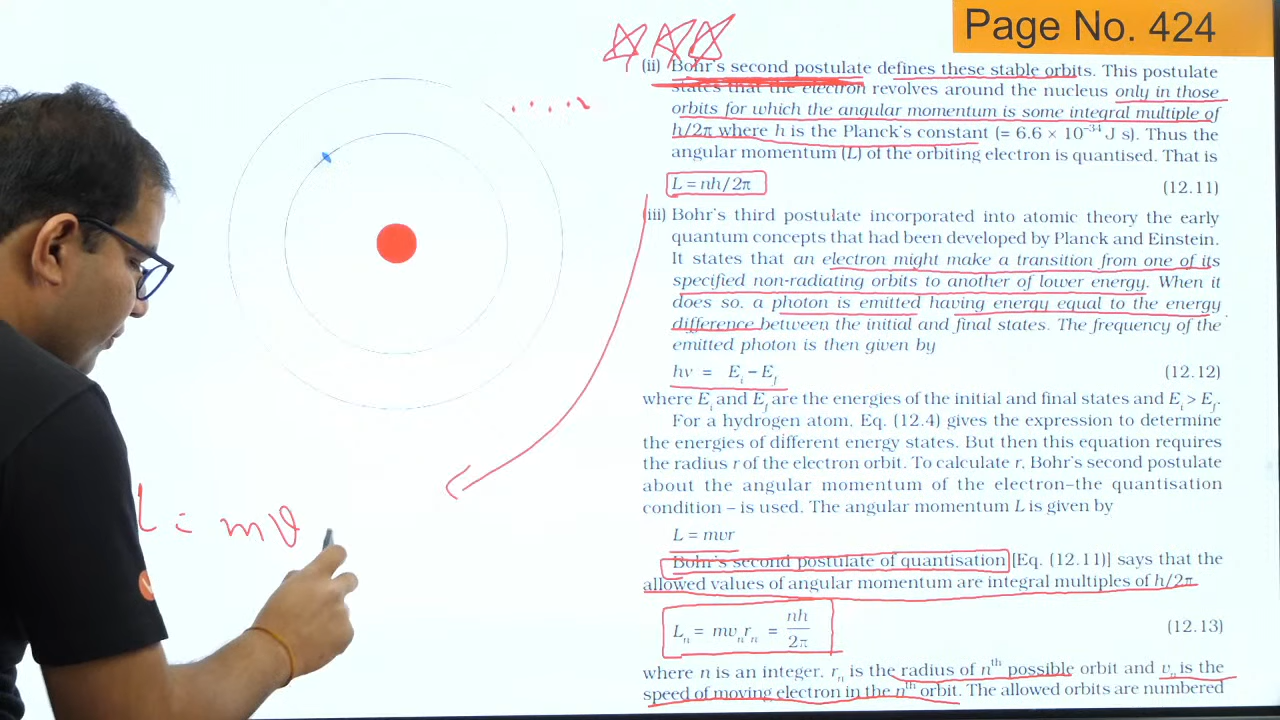 Page No. 424
(ii) Bohr's second postulate defines these stable orbits. This postulate
states that the electron revolves around the nucleus only in those
orbits for which the angular momentum is some integral multiple of
h/2π where h is the Planck's constant (= 6.6 × 10⁻³⁴ J s). Thus the
angular momentum (L) of the orbiting electron is quantised. That is
L = nh/2π (12.11)
(iii) Bohr's third postulate incorporated into atomic theory the early
quantum concepts that had been developed by Planck and Einstein.
It states that an electron might make a transition from one of its
specified non-radiating orbits to another of lower energy. When it
does so, a photon is emitted having energy equal to the energy
difference between the initial and final states. The frequency of the
emitted photon is then given by
hν = Eᵢ – E_f (12.12)
where Eᵢ and E_f are the energies of the initial and final states and Eᵢ > E_f.
For a hydrogen atom, Eq. (12.4) gives the expression to determine
the energies of different energy states. But then this equation requires
the radius r of the electron orbit. To calculate r, Bohr's second postulate
about the angular momentum of the electron–the quantisation
condition – is used. The angular momentum L is given by
L = mvr
Bohr's second postulate of quantisation [Eq. (12.11)] says that the
allowed values of angular momentum are integral multiples of h/2π.
Lₙ = mvₙrₙ = nh/2π (12.13)
where n is an integer, rₙ is the radius of nᵗʰ possible orbit and vₙ is the
speed of moving electron in the nᵗʰ orbit. The allowed orbits are numbered
L = mv